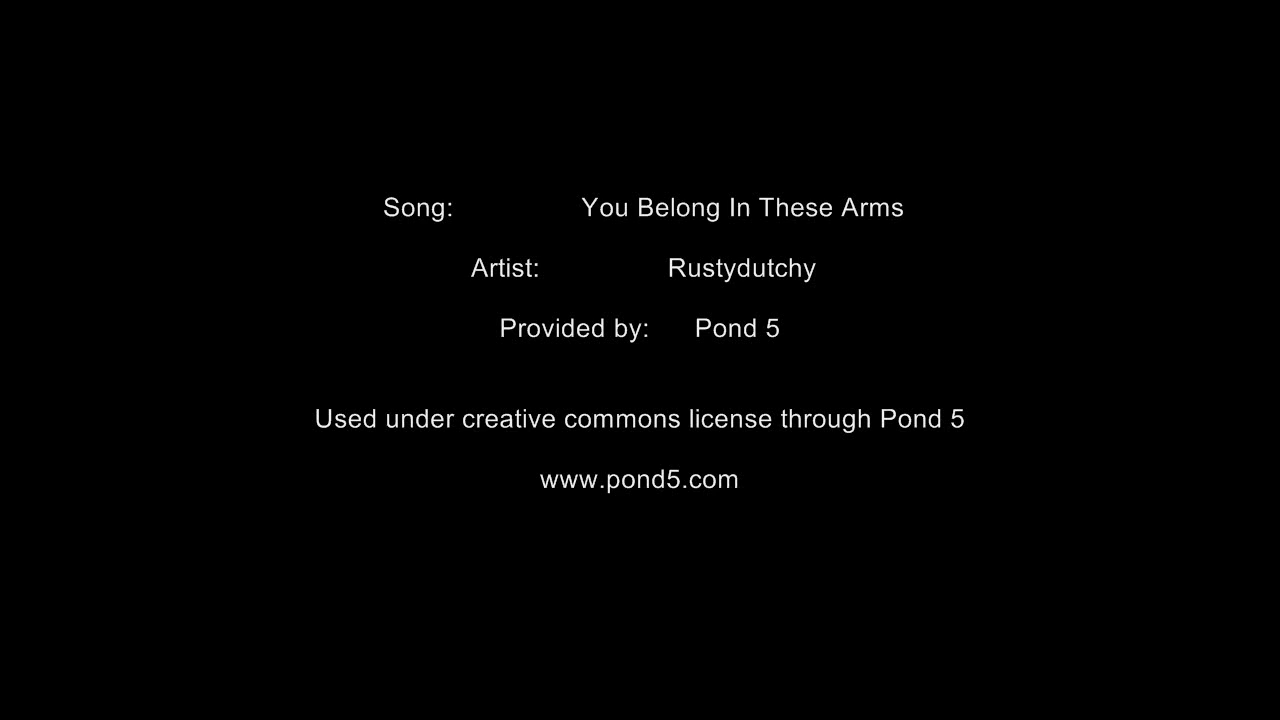 Song: You Belong In These Arms
Artist: Rustydutchy
Provided by: Pond 5
Used under creative commons license through Pond 5
www.pond5.com